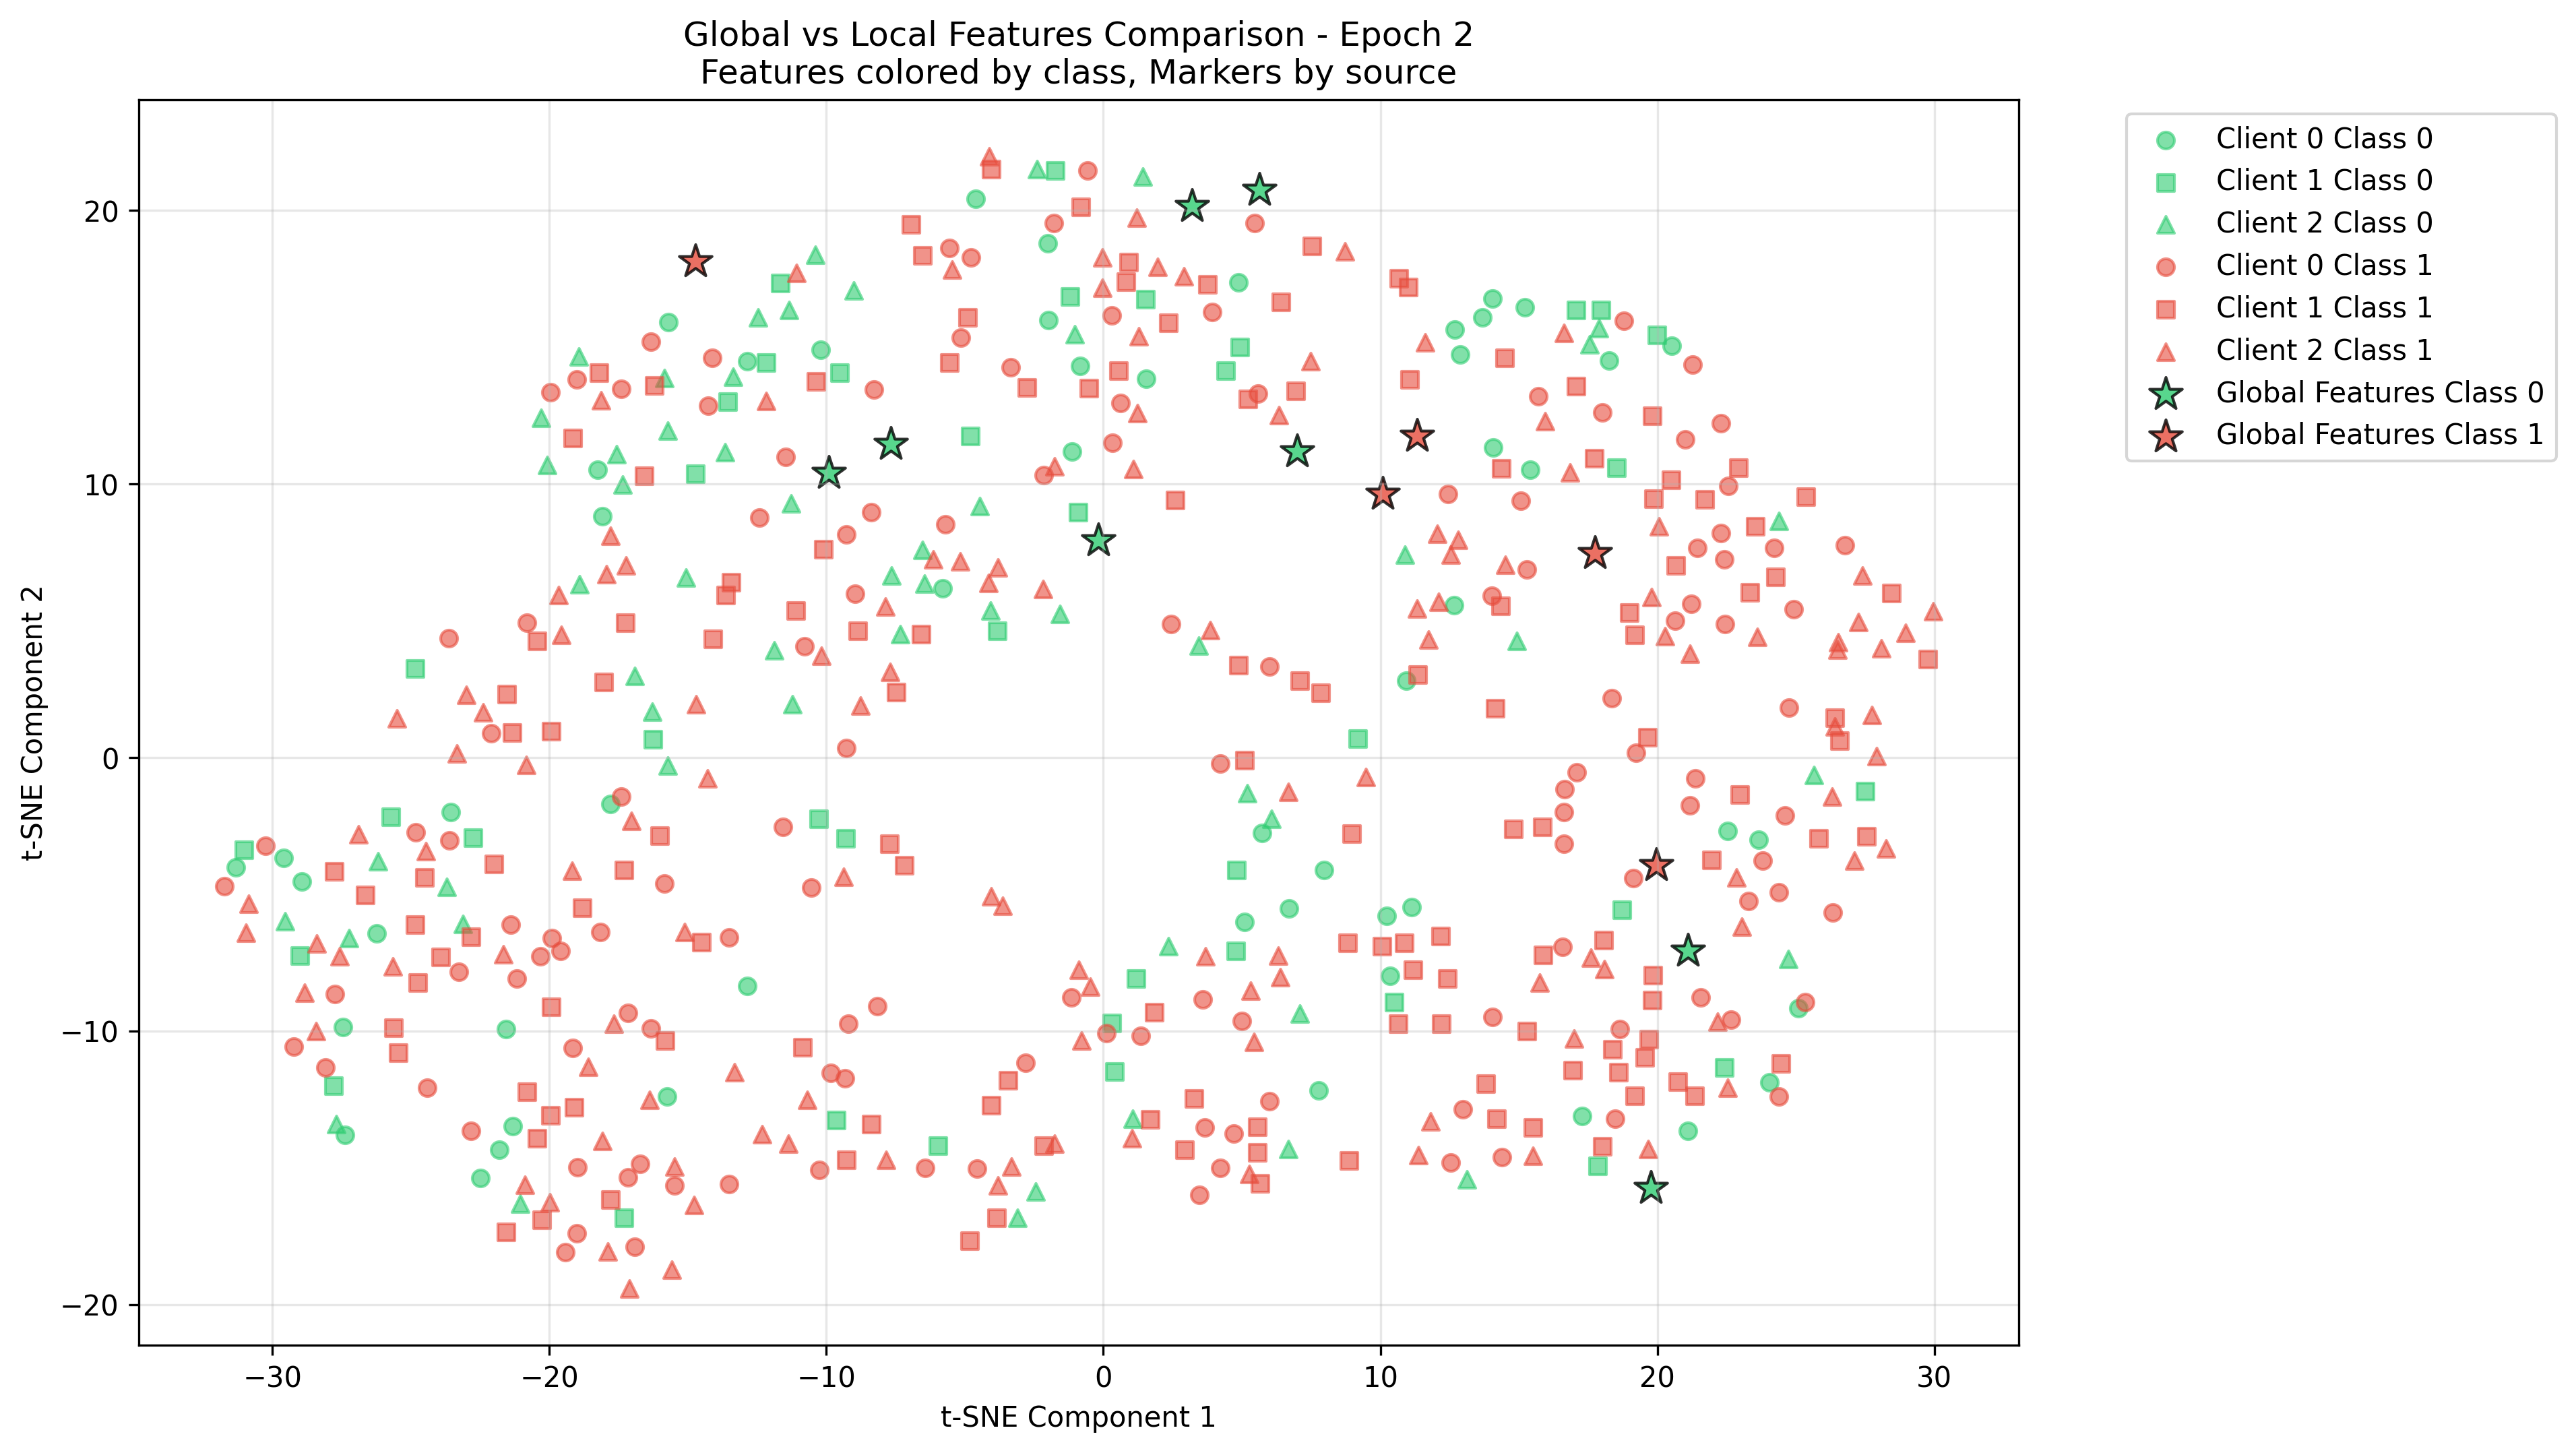 Global vs Local Features Comparison - Epoch 2
Features colored by class, Markers by source
t-SNE Component 2
20
10
0
−10
−20
−30
−20
−10
0
10
20
30
t-SNE Component 1
Client 0 Class 0
Client 1 Class 0
Client 2 Class 0
Client 0 Class 1
Client 1 Class 1
Client 2 Class 1
Global Features Class 0
Global Features Class 1